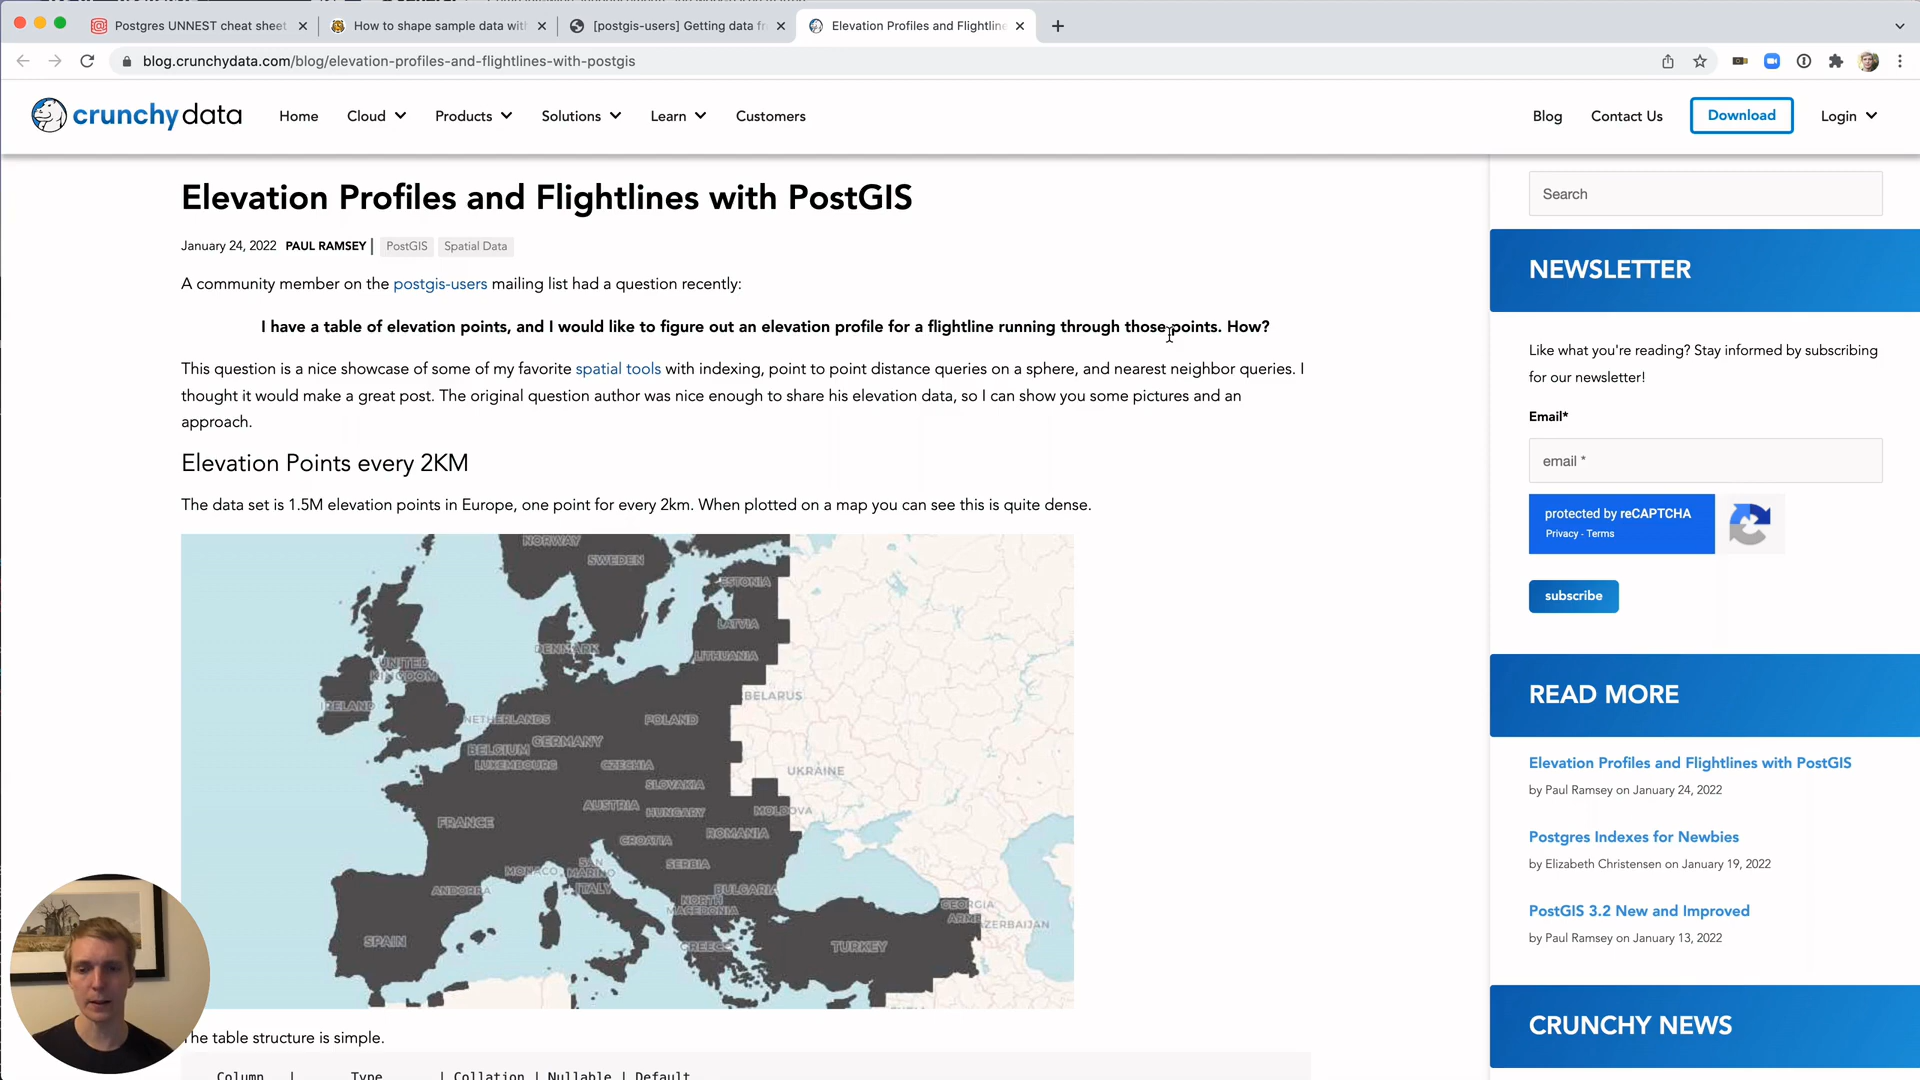 Postgres UNNEST cheat sheet
How to shape sample data with
[postgis-users] Getting data fr
Elevation Profiles and Flightline
blog.crunchydata.com/blog/elevation-profiles-and-flightlines-with-postgis
crunchydata
Home
Cloud
Products
Solutions
Learn
Customers
Blog
Contact Us
Download
Login
Elevation Profiles and Flightlines with PostGIS
January 24, 2022 PAUL RAMSEY | PostGIS Spatial Data
A community member on the postgis-users mailing list had a question recently:
I have a table of elevation points, and I would like to figure out an elevation profile for a flightline running through those points. How?
This question is a nice showcase of some of my favorite spatial tools with indexing, point to point distance queries on a sphere, and nearest neighbor queries. I
thought it would make a great post. The original question author was nice enough to share his elevation data, so I can show you some pictures and an
approach.
Elevation Points every 2KM
The data set is 1.5M elevation points in Europe, one point for every 2km. When plotted on a map you can see this is quite dense.
NORWAY
SWEDEN
ESTONIA
LATVIA
DENMARK
LITHUANIA
UNITED
KINGDOM
BELARUS
IRELAND
NETHERLANDS
POLAND
GERMANY
BELGIUM
LUXEMBOURG
CZECHIA
UKRAINE
SLOVAKIA
AUSTRIA
HUNGARY
MOLDOVA
FRANCE
ROMANIA
CROATIA
SAN
MARINO
SERBIA
MONACO
ITALY
ANDORRA
BULGARIA
NORTH
MACEDONIA
GEORGIA
ARME
AZERBAIJAN
SPAIN
GREECE
TURKEY
The table structure is simple.
Column | Type | Collation | Nullable | Default
Search
NEWSLETTER
Like what you're reading? Stay informed by subscribing
for our newsletter!
Email*
email *
protected by reCAPTCHA
Privacy - Terms
subscribe
READ MORE
Elevation Profiles and Flightlines with PostGIS
by Paul Ramsey on January 24, 2022
Postgres Indexes for Newbies
by Elizabeth Christensen on January 19, 2022
PostGIS 3.2 New and Improved
by Paul Ramsey on January 13, 2022
CRUNCHY NEWS